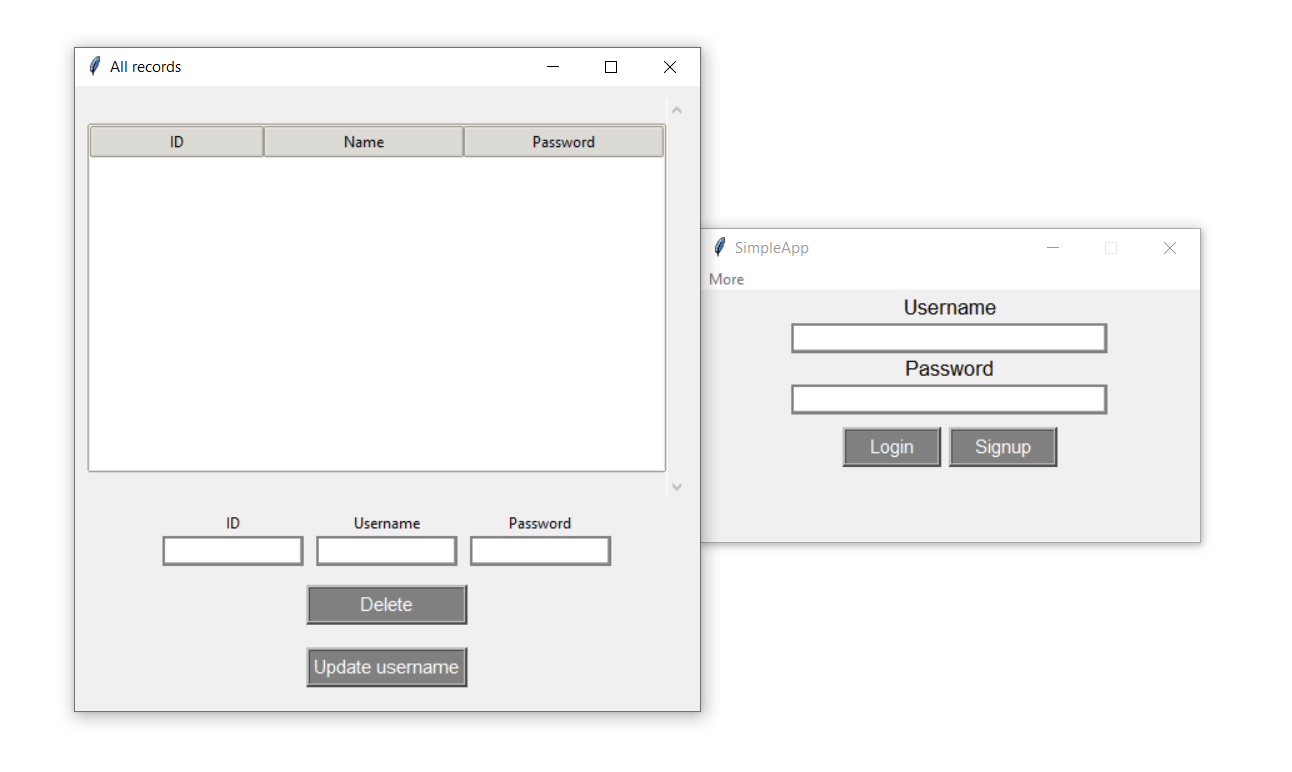 All records
ID Name Password
ID Username Password
Delete
Update username
SimpleApp
More
Username
Password
Login Signup